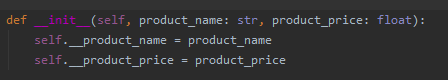 def __init__(self, product_name: str, product_price: float):
    self.__product_name = product_name
    self.__product_price = product_price